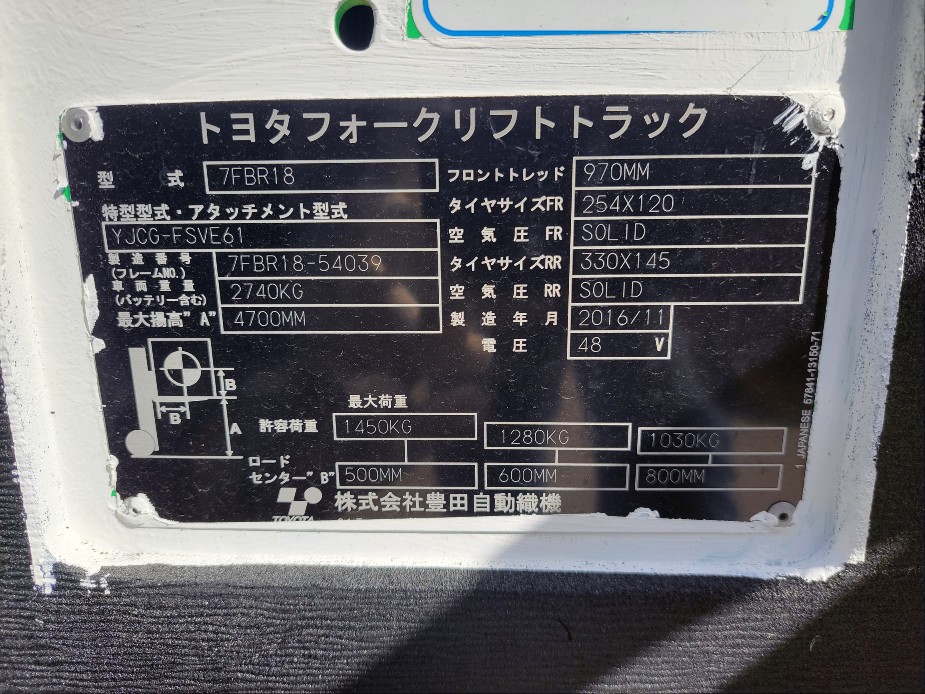 トヨタフォークリフトトラック
型式 7FBR18
特型型式・アタッチメント型式
YJCG-FSVE61
製造番号 (フレームNO.) 7FBR18-54039
車両重量 (バッテリー含む) 2740KG
最大揚高"A" 4700MM
フロントトレッド 970MM
タイヤサイズFR 254X120
空気圧FR SOLID
タイヤサイズRR 330X145
空気圧RR SOLID
製造年月 2016/11
電圧 48 V
B
B
A
最大荷重
許容荷重 1450KG 1280KG 1030KG
ロードセンター"B" 500MM 600MM 800MM
TOYOTA 株式会社豊田自動織機
1 JAPANESE 57841-13150-71